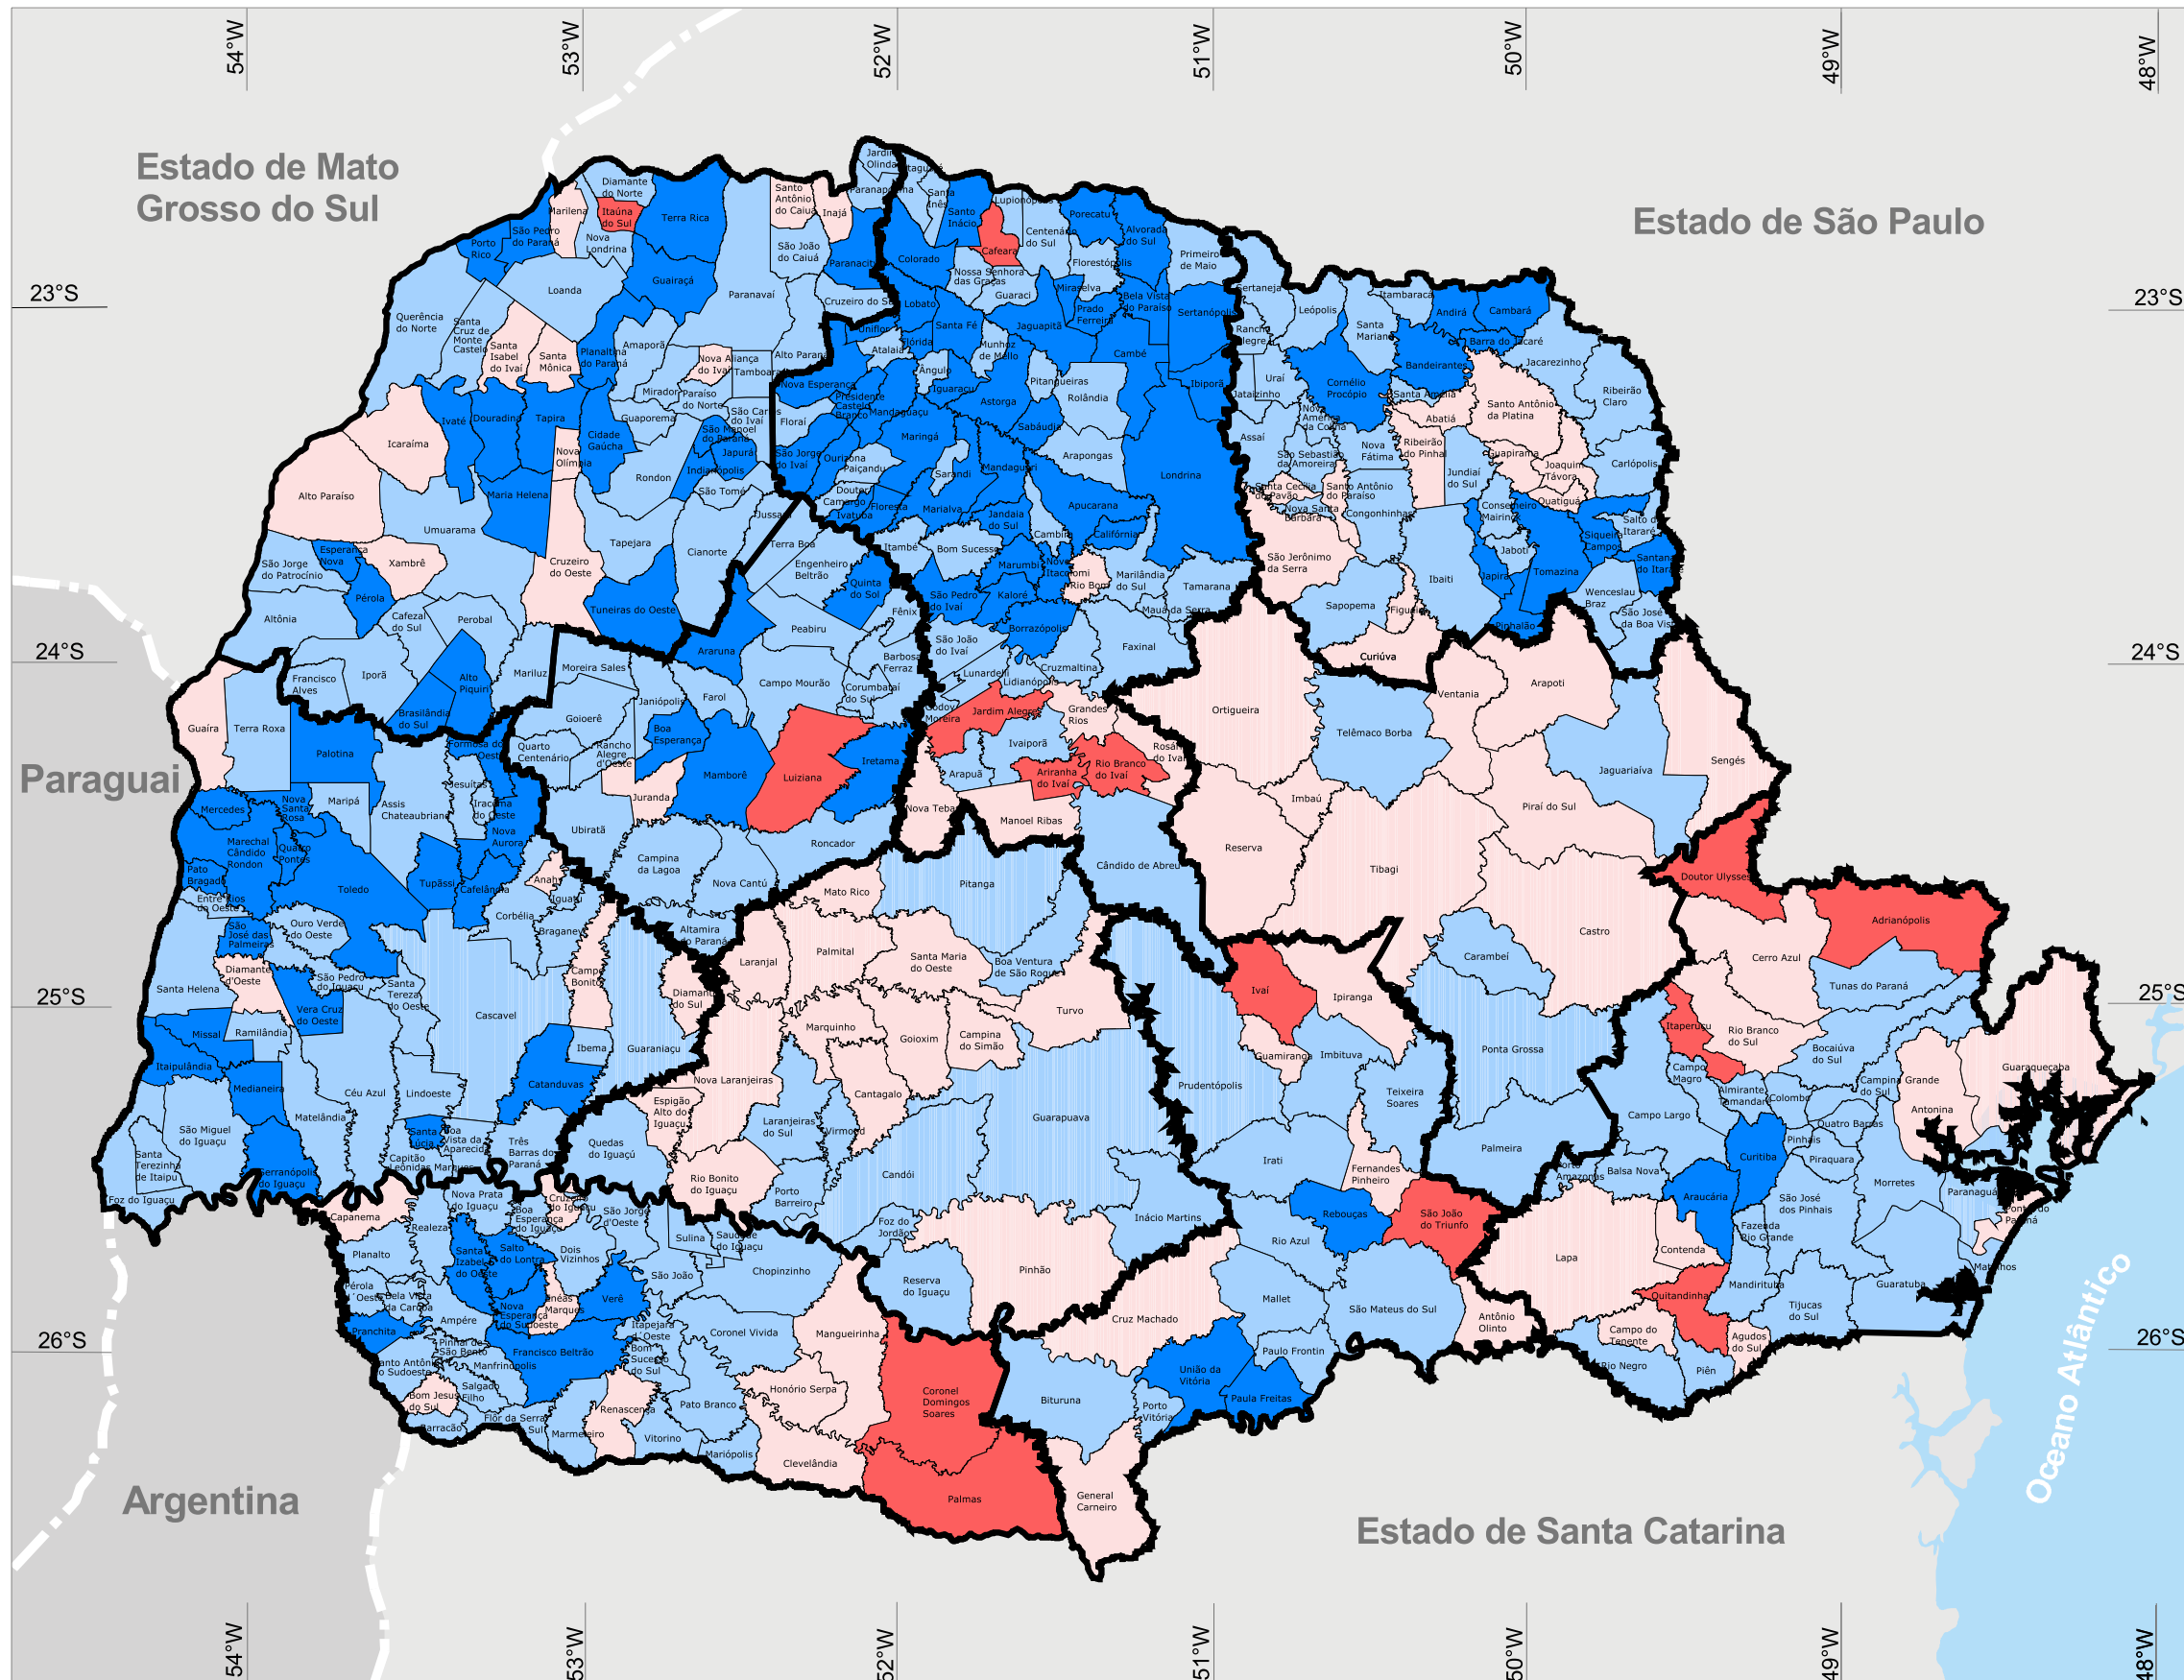 54°W
53°W
52°W
51°W
50°W
49°W
48°W
Estado de Mato
Grosso do Sul
Estado de São Paulo
Paraguai
Argentina
Estado de Santa Catarina
Oceano Atlântico
23°S
23°S
24°S
24°S
25°S
25°S
26°S
26°S
54°W
53°W
52°W
51°W
50°W
49°W
48°W
Diamante
do Norte
Marilena
Itaúna
do Sul
Terra Rica
Santo
Antônio
do Caiuá
Inajá
São Pedro
do Paraná
Porto
Rico
Nova
Londrina
São João
do Caiuá
Loanda
Guairaçá
Paranavaí
Querência
do Norte
Santa
Cruz de
Monte
Castelo
Santa
Isabel
do Ivaí
Santa
Mônica
Planaltina
do Paraná
Amaporã
Nova Aliança
do Ivaí
Mirador
Paraíso
do Norte
São Carlos
do Ivaí
Guaporema
São Manoel
do Paraná
Japurá
Indianópolis
Icaraíma
Ivaté
Douradina
Tapira
Cidade
Gaúcha
Nova
Olímpia
Rondon
São Tomé
Jussara
Alto Paraíso
Maria Helena
Umuarama
Tapejara
Cianorte
Cruzeiro
do Oeste
Esperança
Nova
Xambrê
São Jorge
do Patrocínio
Pérola
Tuneiras do Oeste
Altônia
Cafezal
do Sul
Perobal
Francisco
Alves
Iporã
Alto
Piquiri
Mariluz
Brasilândia
do Sul
Santo
Inácio
Cafeara
Centenário
do Sul
Porecatu
Alvorada
do Sul
Primeiro
de Maio
Colorado
Nossa Senhora
das Graças
Florestópolis
Guaraci
Miraselva
Lobato
Santa Fé
Jaguapitã
Prado
Ferreira
Bela Vista
do Paraíso
Sertanópolis
Uniflor
Flórida
Atalaia
Munhoz
de Mello
Cambé
Ângulo
Iguaraçu
Pitangueiras
Ibiporã
Nova Esperança
Presidente
Castelo
Branco
Mandaguaçu
Astorga
Rolândia
Floraí
Maringá
Sabáudia
São Jorge
do Ivaí
Ourizona
Paiçandu
Sarandi
Mandaguari
Arapongas
Londrina
Doutor
Camargo
Ivatuba
Floresta
Marialva
Jandaia
do Sul
Apucarana
Califórnia
Itambé
Bom Sucesso
Marumbi
Rio Bom
Marilândia
do Sul
Tamarana
São Pedro
do Ivaí
Kaloré
Mauá da Serra
Borrazópolis
São João
do Ivaí
Faxinal
Cruzmaltina
Lidianópolis
Jardim Alegre
Grandes
Rios
Godoy
Moreira
Ivaiporã
Arapuã
Ariranha
do Ivaí
Rio Branco
do Ivaí
Nova Tebas
Manoel Ribas
Cândido de Abreu
Terra Boa
Engenheiro
Beltrão
Quinta
do Sol
Fênix
Peabiru
Araruna
Barbosa
Ferraz
Moreira Sales
Janiópolis
Farol
Campo Mourão
Corumbataí
do Sul
Goioerê
Quarto
Centenário
Rancho
Alegre
d'Oeste
Boa
Esperança
Mamborê
Luiziana
Iretama
Juranda
Ubiratã
Campina
da Lagoa
Roncador
Nova Cantú
Altamira
do Paraná
Leópolis
Itambaracá
Andirá
Cambará
Sertaneja
Santa
Mariana
Barra do Jacaré
Bandeirantes
Jacarezinho
Uraí
Cornélio
Procópio
Santa Amélia
Ribeirão
Claro
Jataizinho
Abatiá
Santo Antônio
da Platina
Assaí
Nova
América
da Colina
Nova
Fátima
Ribeirão
do Pinhal
Guapirama
Joaquim
Távora
Carlópolis
São Sebastião
da Amoreira
Jundiaí
do Sul
Quatiguá
Santa Cecília
do Pavão
Santo Antônio
do Paraíso
Nova Santa
Bárbara
Congonhinhas
Conselheiro
Mairinck
Siqueira
Campos
Salto do
Itararé
São Jerônimo
da Serra
Ibaiti
Jaboti
Japira
Tomazina
Santana
do Itararé
Sapopema
Figueira
Wenceslau
Braz
São José
da Boa Vista
Pinhalão
Curiúva
Ortigueira
Telêmaco Borba
Ventania
Arapoti
Jaguariaíva
Sengés
Piraí do Sul
Imbaú
Reserva
Tibagi
Castro
Carambeí
Ponta Grossa
Palmeira
Guaíra
Terra Roxa
Palotina
Formosa do
Oeste
Jesuítas
Iracema
do Oeste
Assis
Chateaubriand
Maripá
Nova
Santa
Rosa
Mercedes
Marechal
Cândido
Rondon
Quatro
Pontes
Pato
Bragado
Toledo
Tupãssi
Nova
Aurora
Cafelândia
Anahy
Iguatu
Corbélia
Braganey
Entre Rios
do Oeste
São
José das
Palmeiras
Ouro Verde
do Oeste
Diamante
d'Oeste
São Pedro
do Iguaçu
Santa Helena
Vera Cruz
do Oeste
Santa
Tereza
do Oeste
Cascavel
Campo
Bonito
Diamante
do Sul
Guaraniaçu
Ibema
Catanduvas
Missal
Ramilândia
Itaipulândia
Medianeira
Matelândia
Céu Azul
Lindoeste
São Miguel
do Iguaçu
Santa
Terezinha
de Itaipu
Foz do Iguaçu
Serranópolis
do Iguaçu
Santa
Lúcia
Boa
Vista da
Aparecida
Capitão
Leônidas Marques
Três
Barras do
Paraná
Pitanga
Mato Rico
Laranjal
Palmital
Santa Maria
do Oeste
Boa Ventura
de São Roque
Turvo
Marquinho
Goioxim
Campina
do Simão
Nova Laranjeiras
Cantagalo
Guarapuava
Espigão
Alto do
Iguaçu
Laranjeiras
do Sul
Virmond
Quedas
do Iguaçú
Rio Bonito
do Iguaçu
Porto
Barreiro
Candói
Foz do
Jordão
Inácio Martins
Reserva
do Iguaçu
Pinhão
Prudentópolis
Ivaí
Ipiranga
Guamiranga
Imbituva
Teixeira
Soares
Irati
Fernandes
Pinheiro
Rebouças
São João
do Triunfo
Rio Azul
Mallet
São Mateus do Sul
Antônio
Olinto
Cruz Machado
Paulo Frontin
União da
Vitória
Paula Freitas
Bituruna
Porto
Vitória
General
Carneiro
Capanema
Planalto
Realeza
Nova Prata
do Iguaçu
Boa
Esperança
do Iguaçu
Cruzeiro
do Iguaçu
São Jorge
d'Oeste
Dois
Vizinhos
Salto
do Lontra
Santa
Izabel
do Oeste
Pérola
d'Oeste
Bela Vista
da Caroba
Ampére
Nova
Esperança
do Sudoeste
Enéas
Marques
Verê
São João
Sulina
Saudade
do Iguaçu
Chopinzinho
Pranchita
Pinhal de
São Bento
Francisco Beltrão
Itapejara
d'Oeste
Coronel Vivida
Mangueirinha
Santo Antônio
do Sudoeste
Manfrinópolis
Salgado
Filho
Bom
Sucesso
do Sul
Bom Jesus
do Sul
Barracão
Flor da Serra
do Sul
Marmeleiro
Renascença
Vitorino
Pato Branco
Mariópolis
Honório Serpa
Clevelândia
Coronel
Domingos
Soares
Palmas
Doutor Ulysses
Adrianópolis
Cerro Azul
Tunas do Paraná
Itaperuçu
Rio Branco
do Sul
Bocaiúva
do Sul
Campo
Magro
Almirante
Tamandaré
Colombo
Campina
do Sul
Grande
Antonina
Guaraqueçaba
Campo Largo
Quatro Barras
Pinhais
Piraquara
Curitiba
Balsa Nova
Porto
Amazonas
Araucária
São José
dos Pinhais
Morretes
Paranaguá
Pontal do
Paraná
Matinhos
Guaratuba
Lapa
Contenda
Fazenda
Rio Grande
Mandirituba
Quitandinha
Tijucas
do Sul
Campo do
Tenente
Agudos
do Sul
Rio Negro
Piên